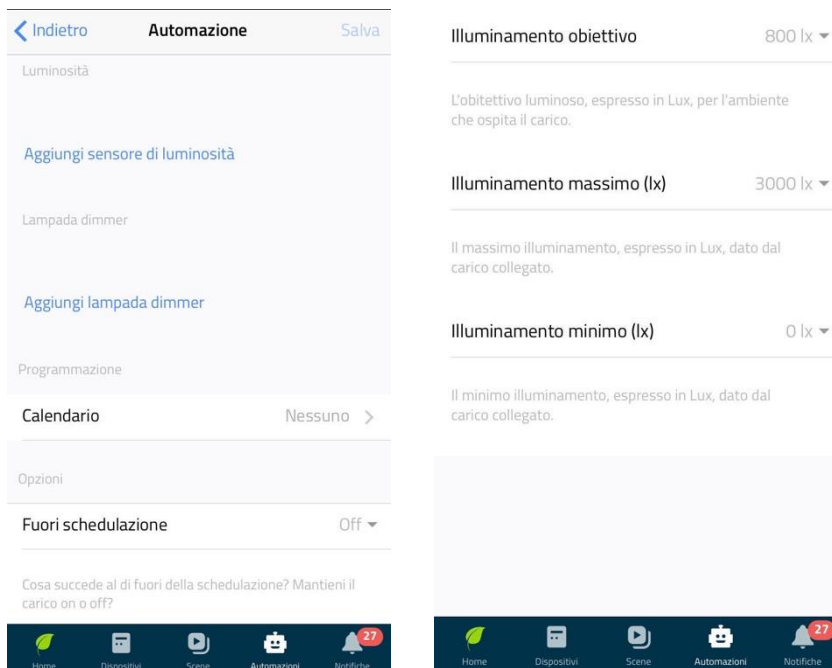 Indietro Automazione Salva
Luminosità
Aggiungi sensore di luminosità
Lampada dimmer
Aggiungi lampada dimmer
Programmazione
Calendario Nessuno
Opzioni
Fuori schedulazione Off
Cosa succede al di fuori della schedulazione? Mantieni il
carico on o off?
27
Home Dispositivi Scene Automazioni Notifiche
Illuminamento obiettivo 800 lx
L'obitettivo luminoso, espresso in Lux, per l'ambiente
che ospita il carico.
Illuminamento massimo (lx) 3000 lx
Il massimo illuminamento, espresso in Lux, dato dal
carico collegato.
Illuminamento minimo (lx) 0 lx
Il minimo illuminamento, espresso in Lux, dato dal
carico collegato.
27
Home Dispositivi Scene Automazioni Notifiche